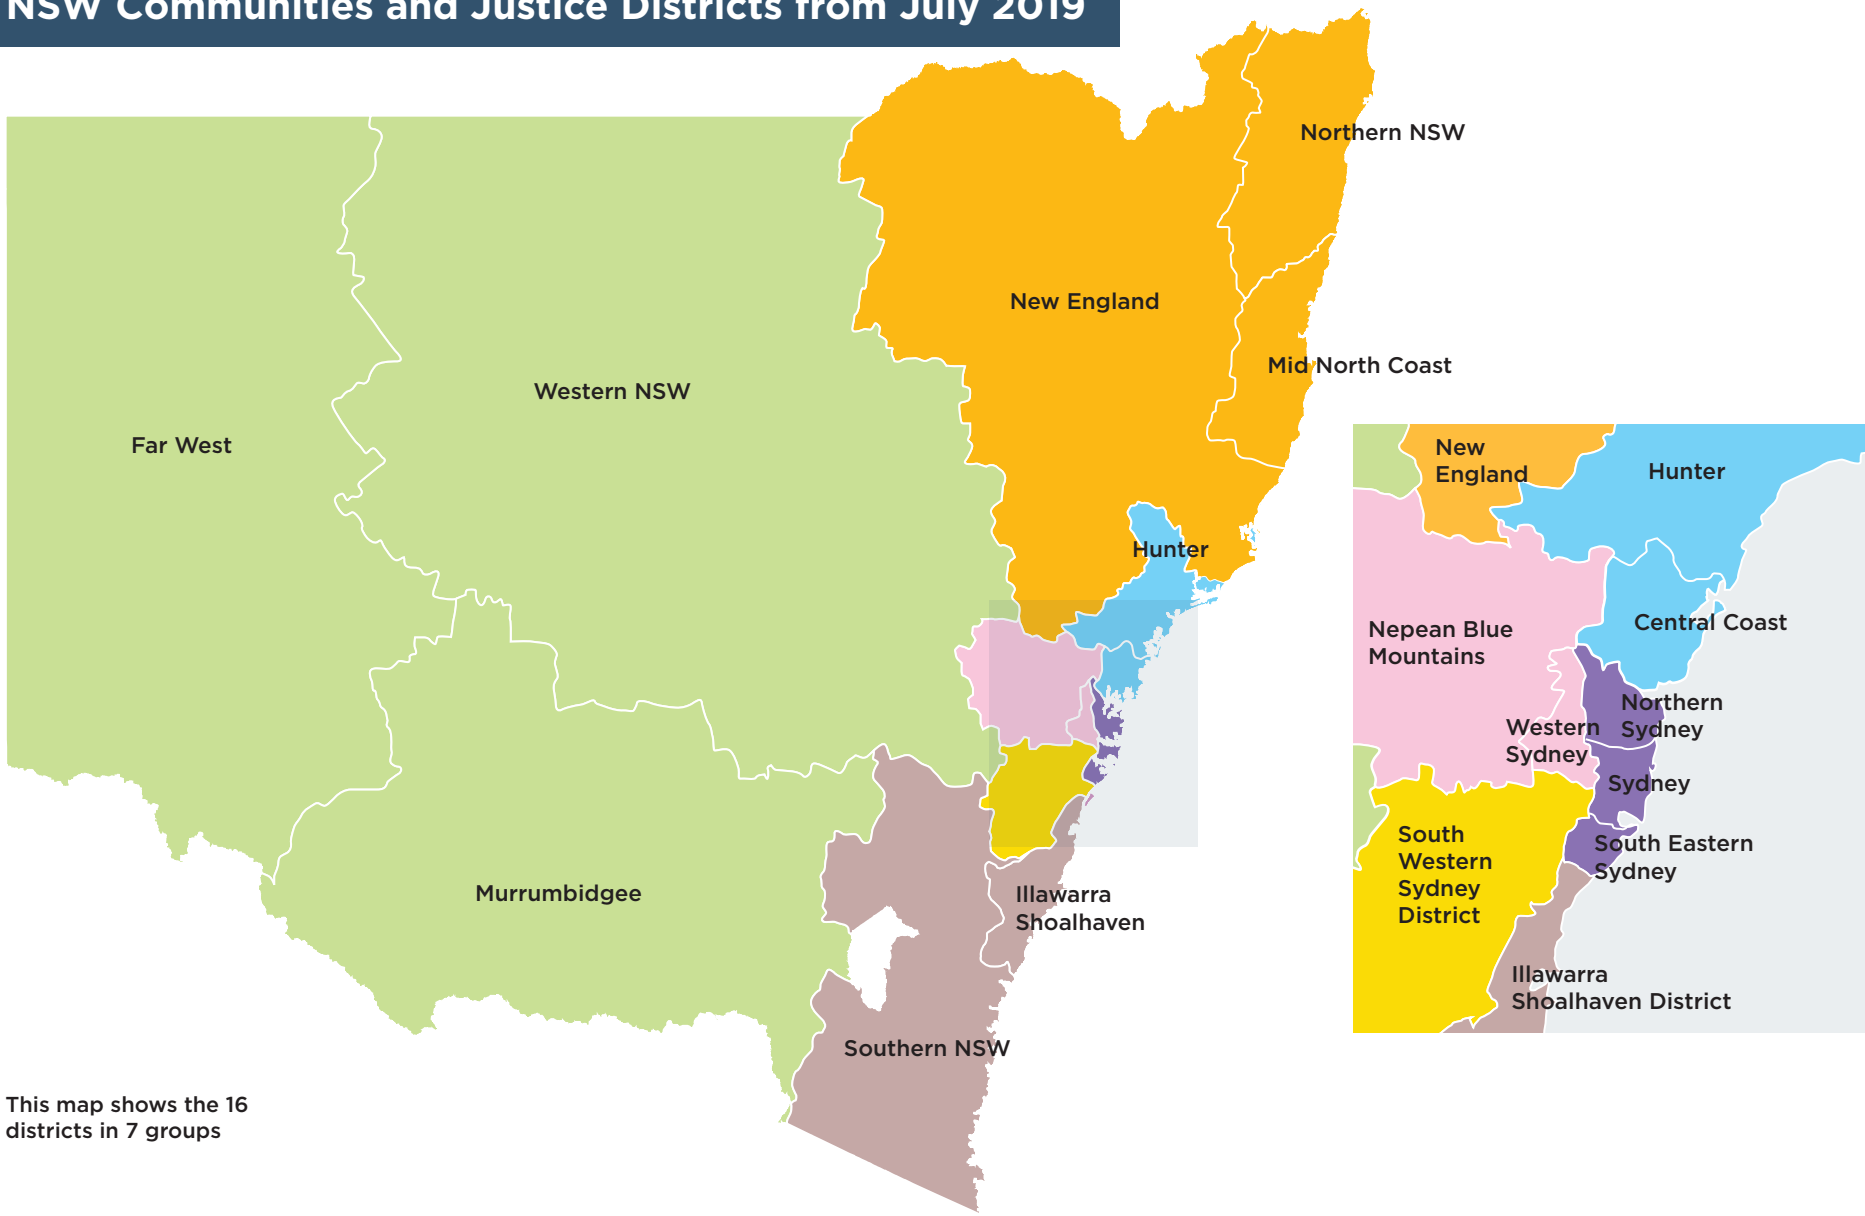 NSW Communities and Justice Districts from July 2019
Northern NSW
New England
Mid North Coast
Western NSW
Far West
Hunter
Murrumbidgee
Illawarra
Shoalhaven
Southern NSW
This map shows the 16
districts in 7 groups
New
England
Hunter
Central Coast
Nepean Blue
Mountains
Northern
Sydney
Western
Sydney
Sydney
South
Western
Sydney
District
South Eastern
Sydney
Illawarra
Shoalhaven District